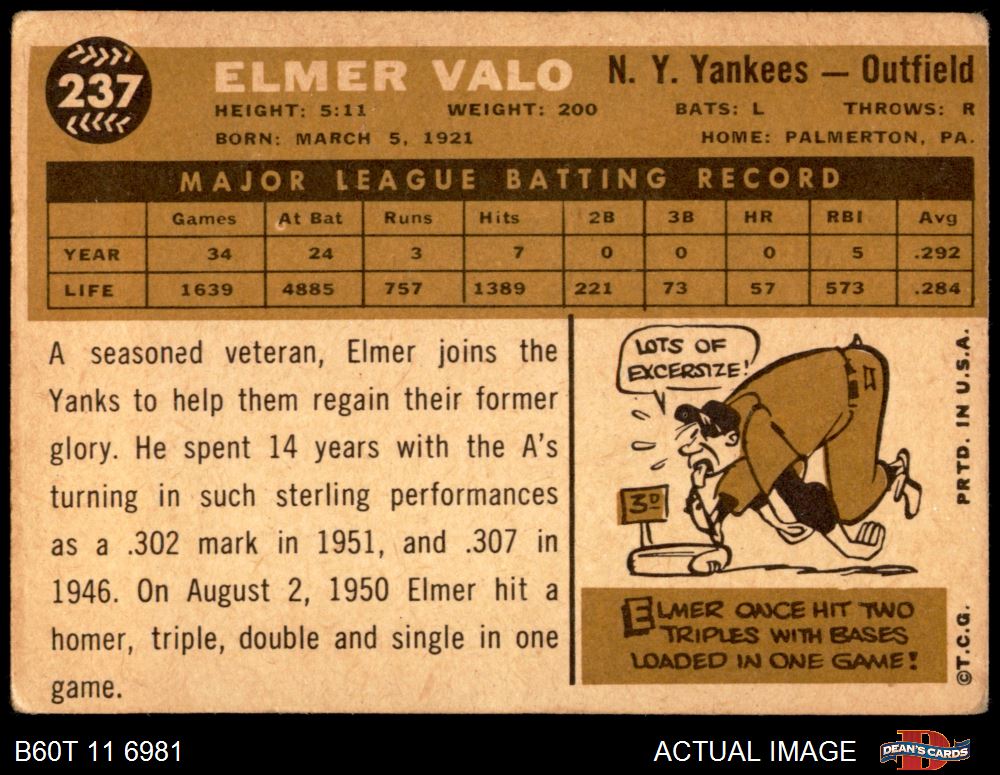 237
ELMER VALO N. Y. Yankees — Outfield
HEIGHT: 5:11 WEIGHT: 200 BATS: L THROWS: R
BORN: MARCH 5, 1921 HOME: PALMERTON, PA.
MAJOR LEAGUE BATTING RECORD
Games At Bat Runs Hits 2B 3B HR RBI Avg
YEAR 34 24 3 7 0 0 0 5 .292
LIFE 1639 4885 757 1389 221 73 57 573 .284
A seasoned veteran, Elmer joins the
Yanks to help them regain their former
glory. He spent 14 years with the A's
turning in such sterling performances
as a .302 mark in 1951, and .307 in
1946. On August 2, 1950 Elmer hit a
homer, triple, double and single in one
game.
LOTS OF
EXCERSIZE!
3D
ELMER ONCE HIT TWO
TRIPLES WITH BASES
LOADED IN ONE GAME!
PRTD. IN U.S.A.
©T.C.G.
B60T 11 6981 ACTUAL IMAGE
DEAN'S CARDS